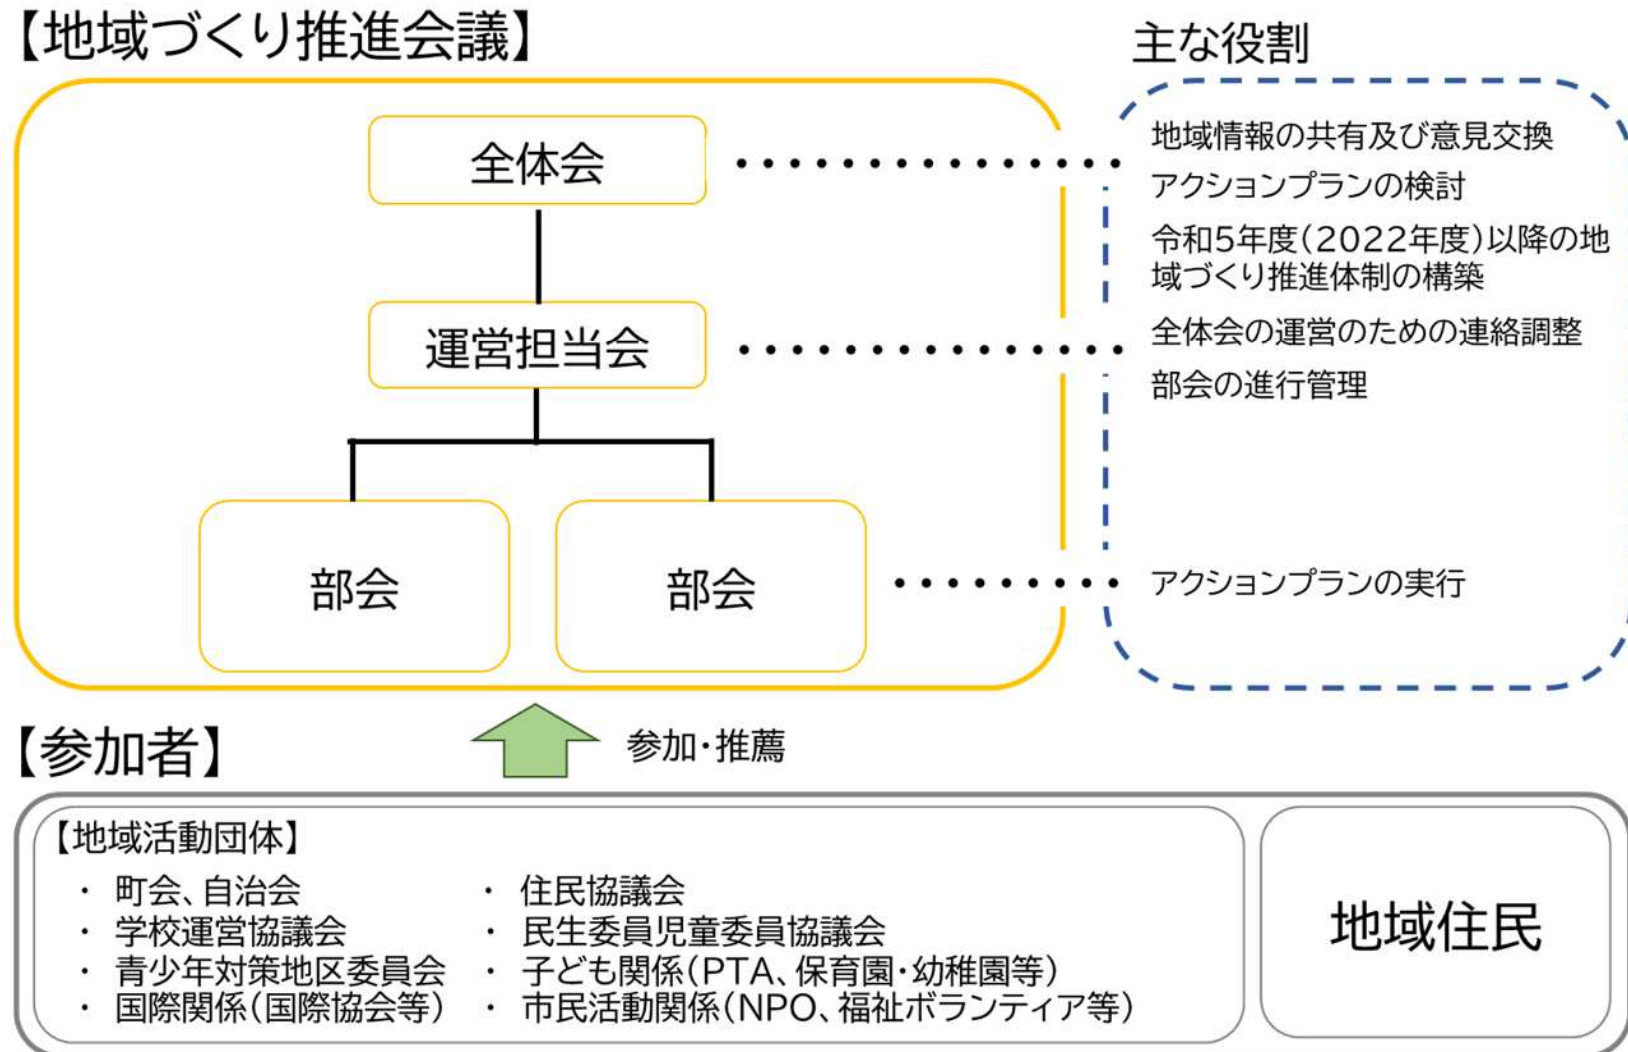 【地域づくり推進会議】
主な役割
全体会
地域情報の共有及び意見交換
アクションプランの検討
令和5年度(2022年度)以降の地
域づくり推進体制の構築
運営担当会
全体会の運営のための連絡調整
部会の進行管理
部会
部会
アクションプランの実行
【参加者】
参加・推薦
【地域活動団体】
・ 町会、自治会
・ 学校運営協議会
・ 青少年対策地区委員会
・ 国際関係(国際協会等)
・ 住民協議会
・ 民生委員児童委員協議会
・ 子ども関係(PTA、保育園・幼稚園等)
・ 市民活動関係(NPO、福祉ボランティア等)
地域住民